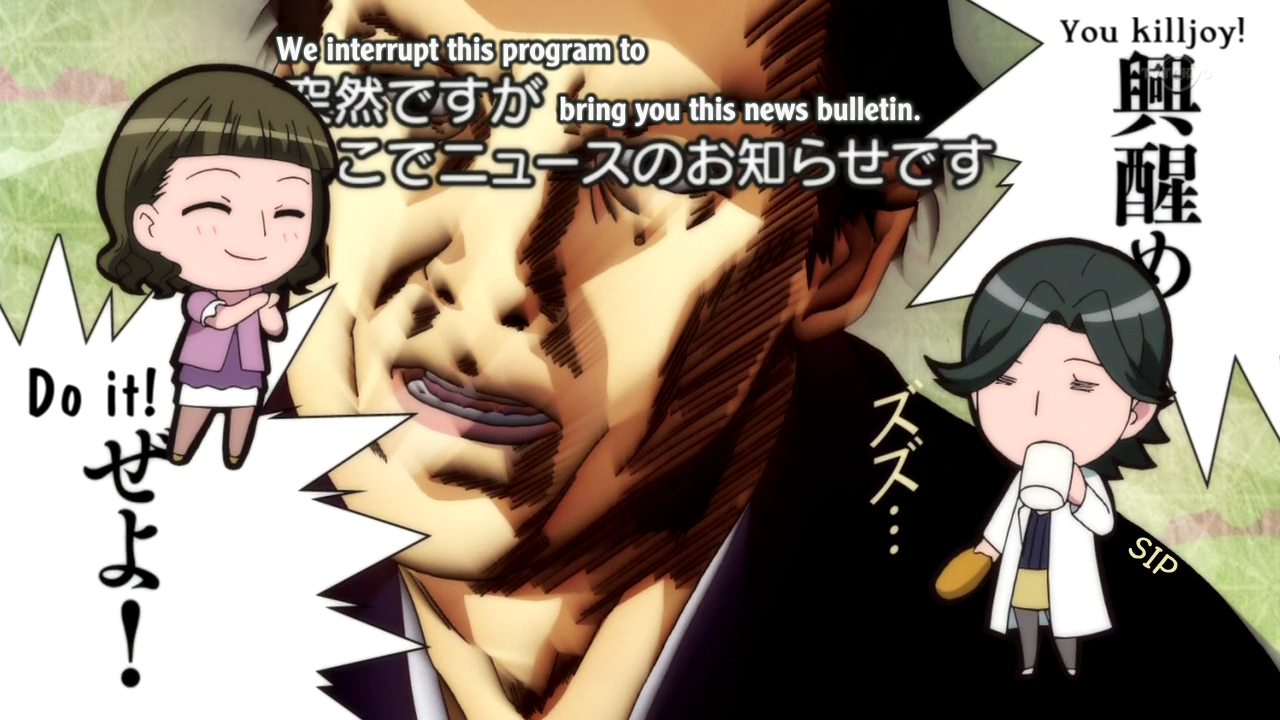 We interrupt this program to
突然ですが
bring you this news bulletin.
こでニュースのお知らせです
You killjoy!
興醒め
Do it!
ぜよ！
ズズ…
SIP